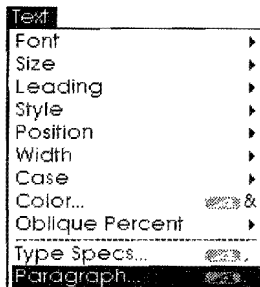 Text
Font
Size
Leading
Style
Position
Width
Case
Color... &
Oblique Percent
Type Specs...
Paragraph...